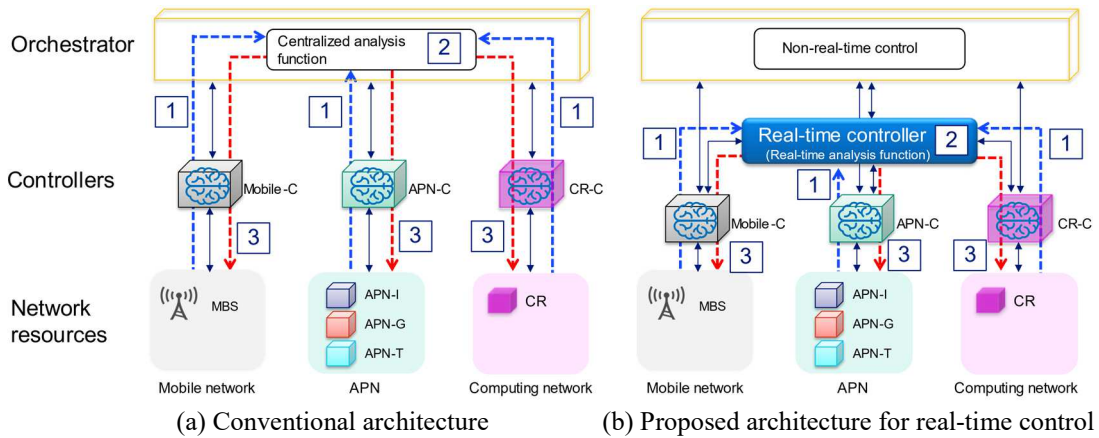 Orchestrator
Controllers
Network
resources
Centralized analysis
function
2
1
1
1
Mobile-C
APN-C
CR-C
3
3
3
MBS
APN-I
APN-G
APN-T
CR
Mobile network
APN
Computing network
(a) Conventional architecture
Non-real-time control
Real-time controller
(Real-time analysis function)
2
1
1
1
Mobile-C
APN-C
CR-C
3
3
3
MBS
APN-I
APN-G
APN-T
CR
Mobile network
APN
Computing network
(b) Proposed architecture for real-time control